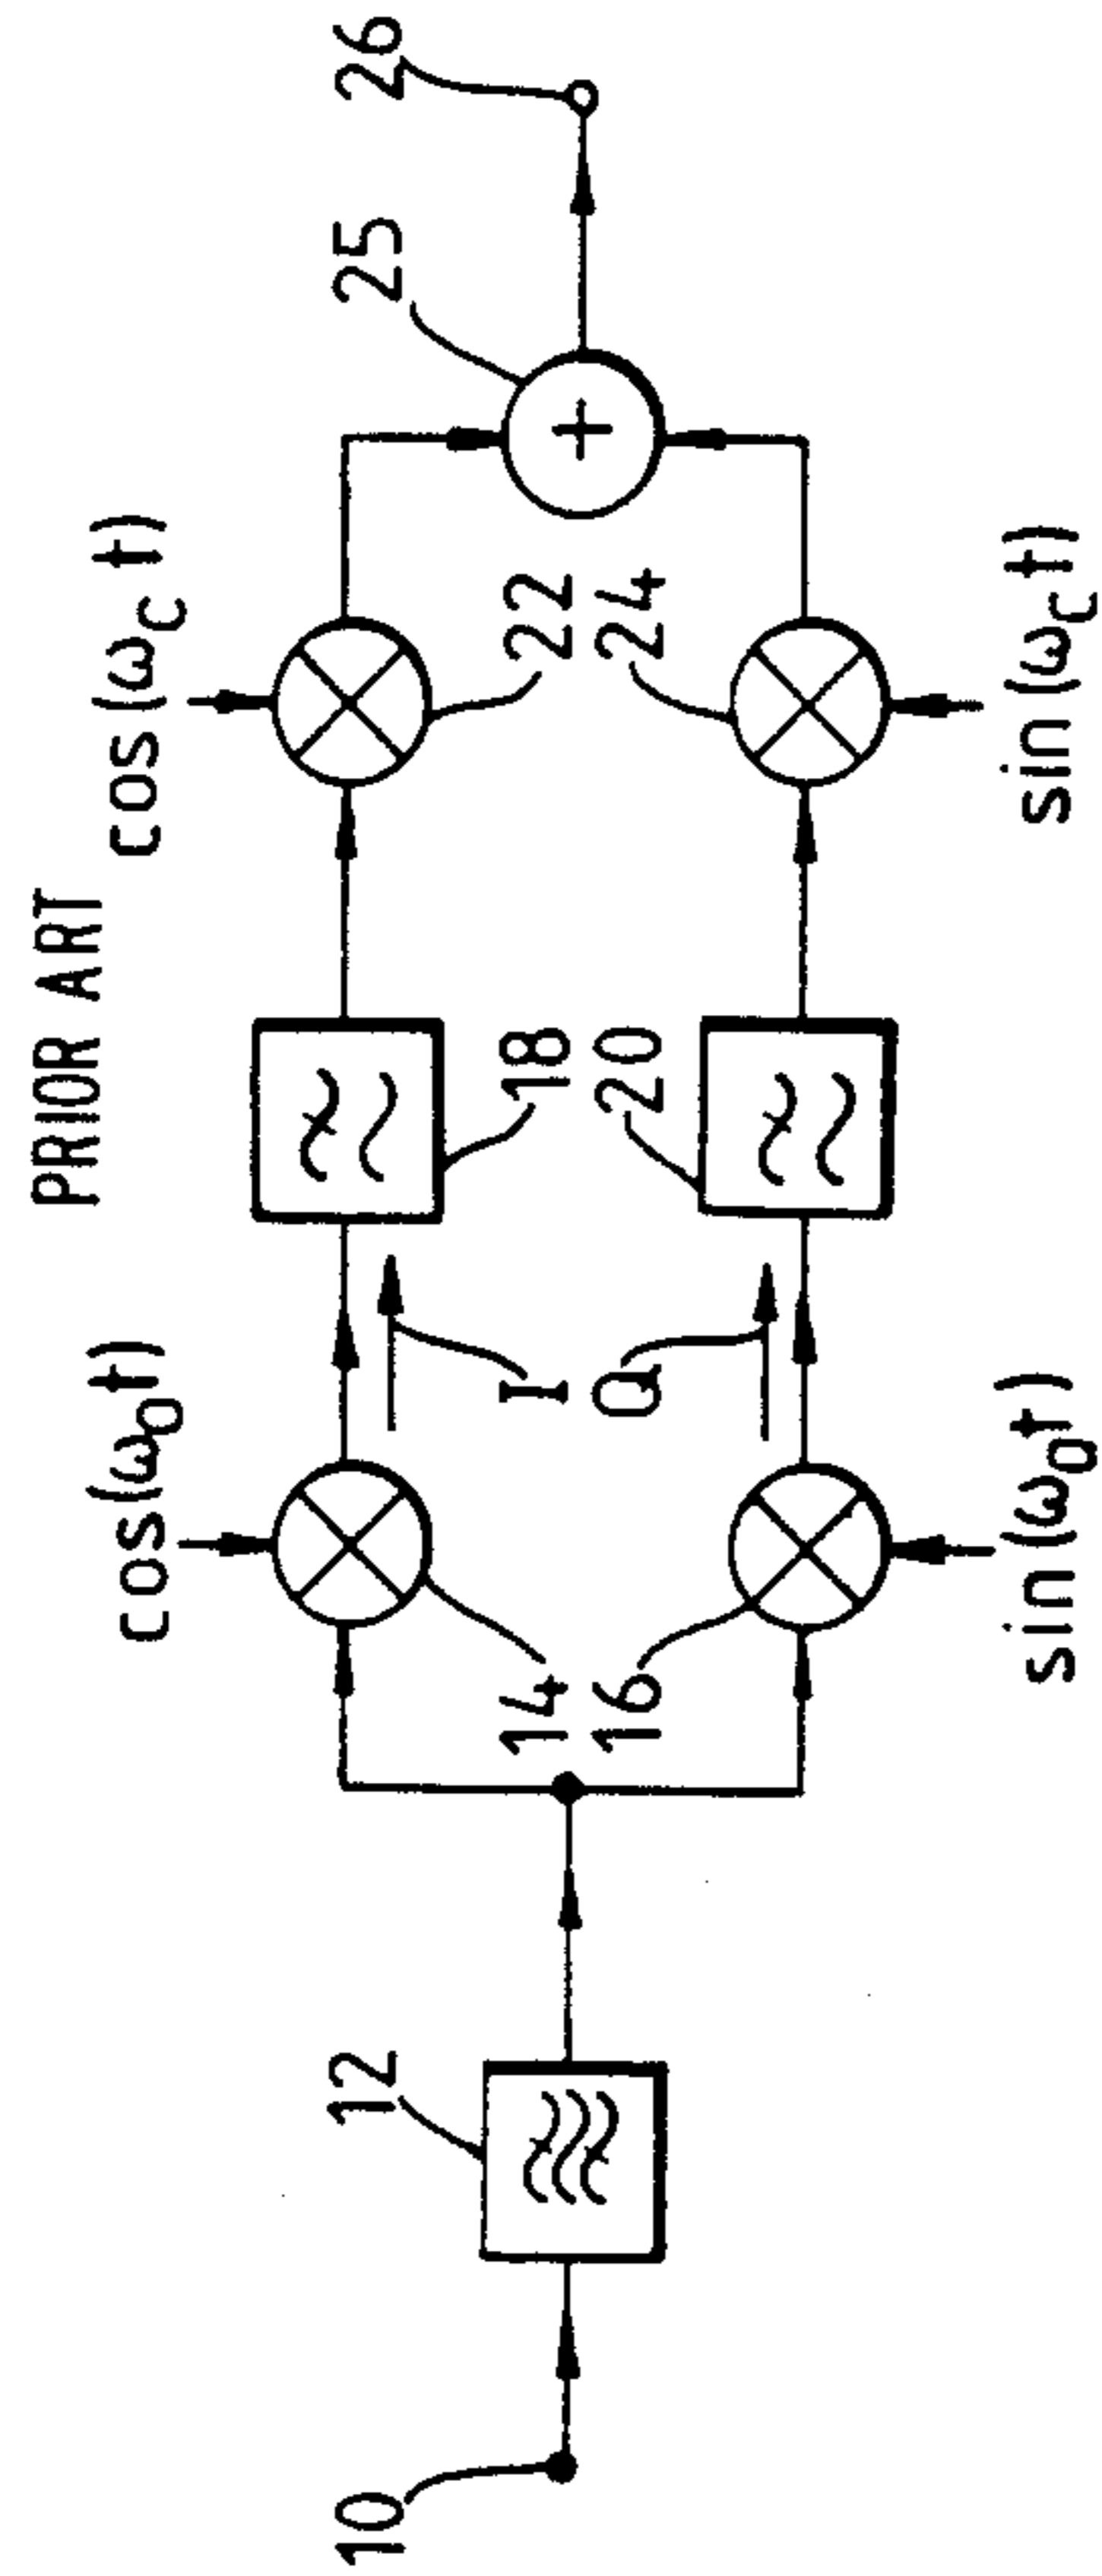 PRIOR ART
cos(ω₀t)
cos(ω_C t)
10
12
14
16
I
Q
18
20
22
24
25
26
sin(ω₀t)
sin(ω_C t)